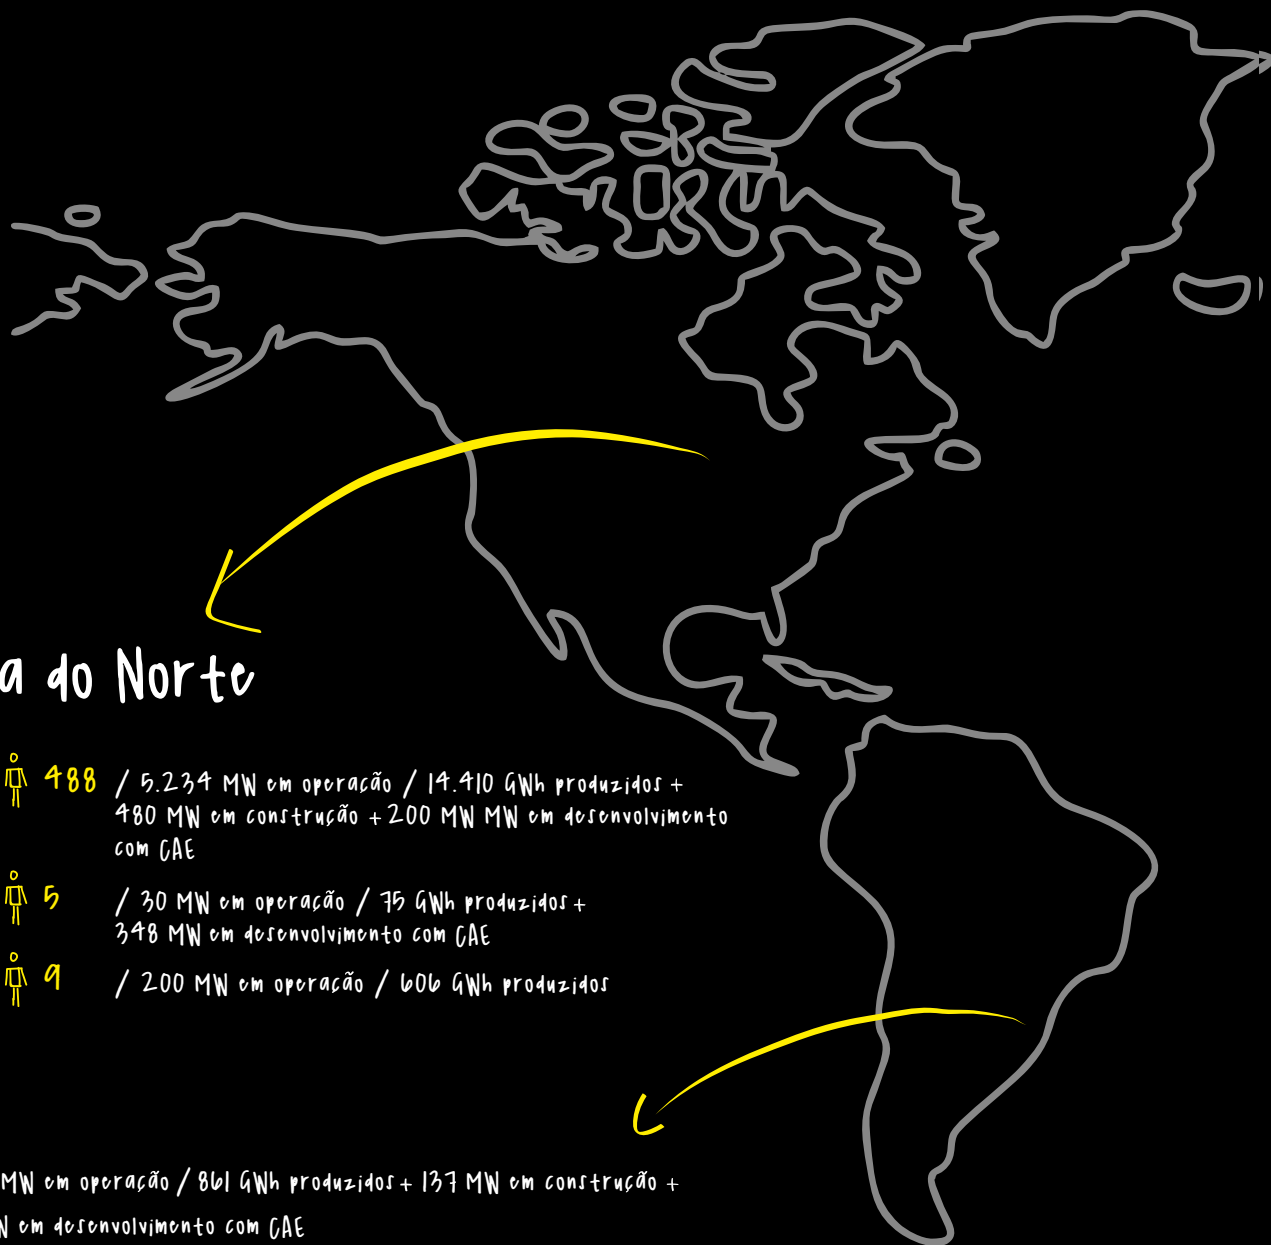 a do Norte
488 / 5.234 MW em operação / 14.410 GWh produzidos +
480 MW em construção + 200 MW MW em desenvolvimento
com CAE
5 / 30 MW em operação / 75 GWh produzidos +
348 MW em desenvolvimento com CAE
9 / 200 MW em operação / 606 GWh produzidos
MW em operação / 861 GWh produzidos + 137 MW em construção +
em desenvolvimento com CAE